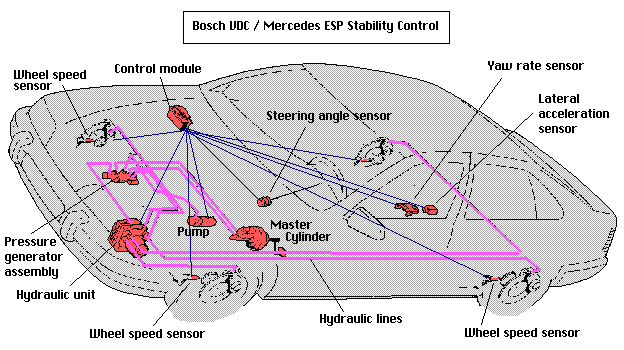 Bosch VDC / Mercedes ESP Stability Control
Wheel speed
sensor
Control module
Yaw rate sensor
Lateral
acceleration
sensor
Steering angle sensor
Pump
Master
Cylinder
Pressure
generator
assembly
Hydraulic unit
Wheel speed sensor
Hydraulic lines
Wheel speed sensor